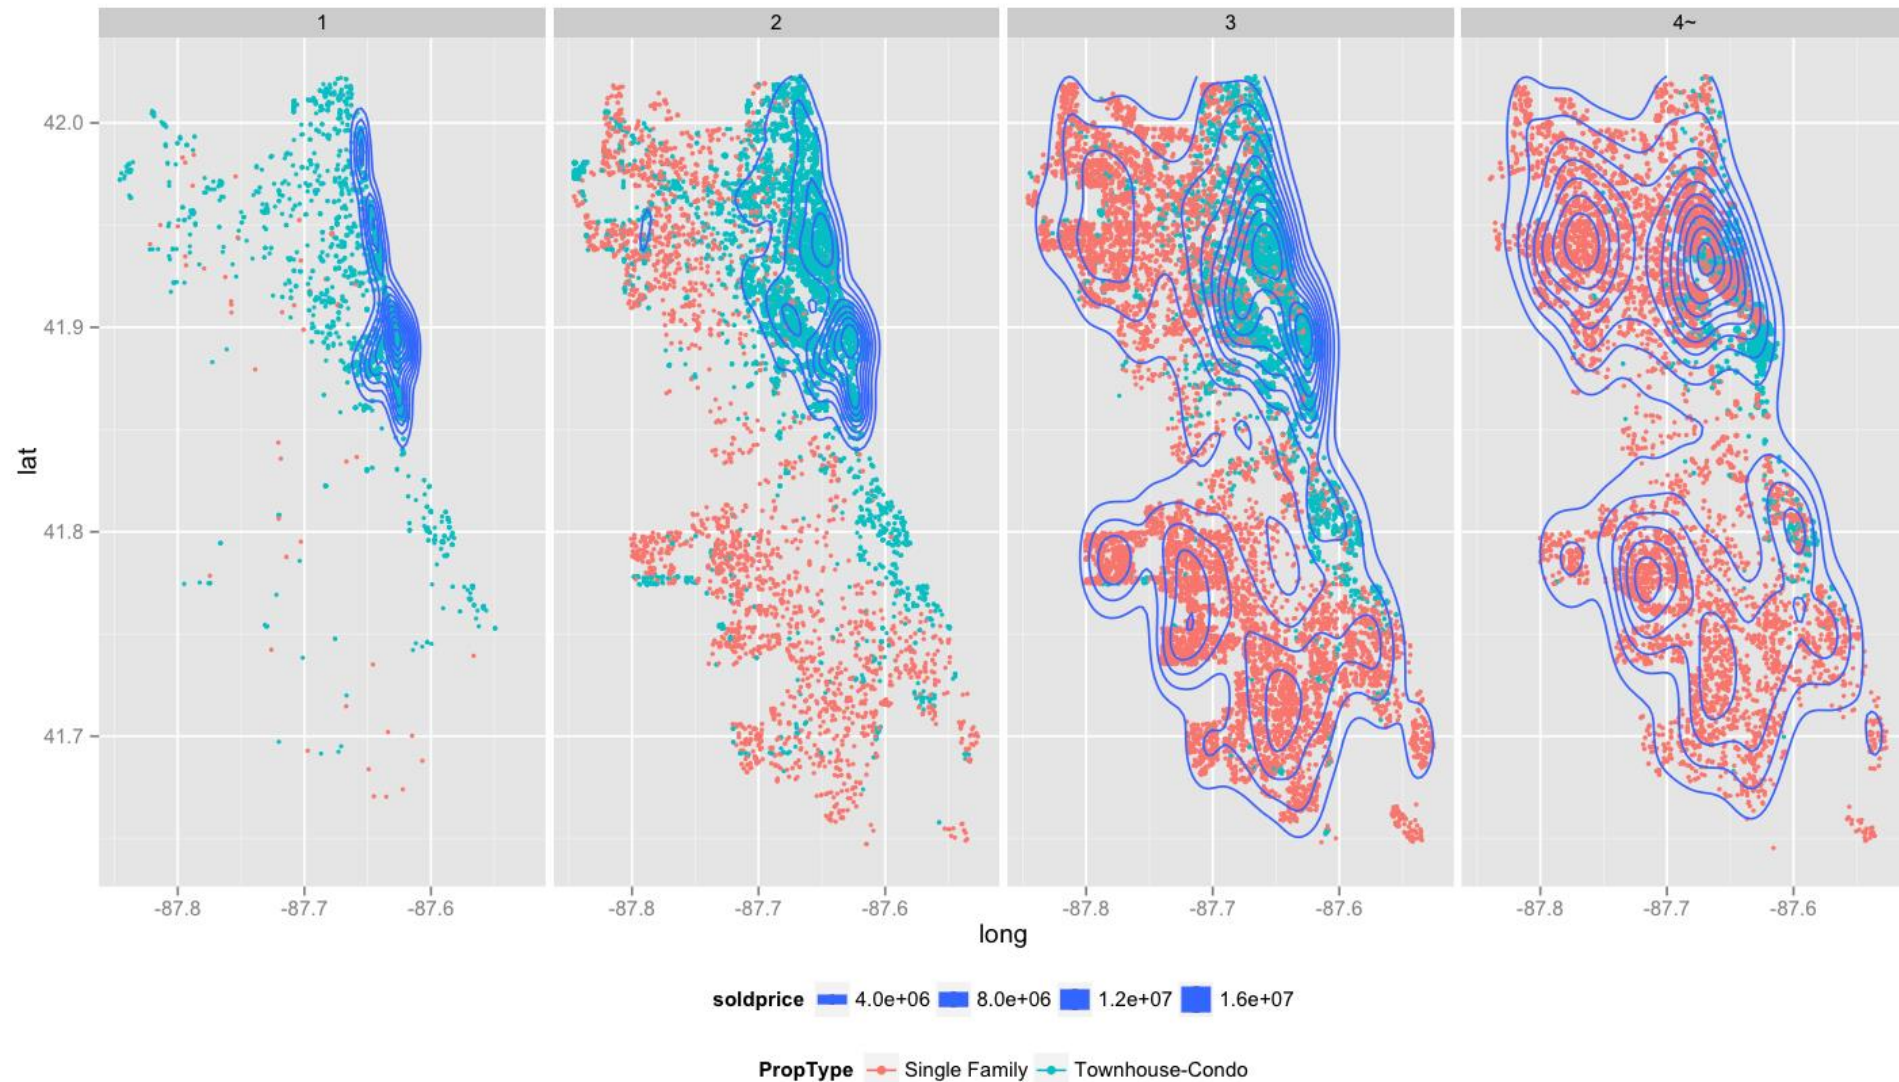 1 2 3 4~
42.0
41.9
41.8
41.7
lat
-87.8 -87.7 -87.6 -87.8 -87.7 -87.6 -87.8 -87.7 -87.6 -87.8 -87.7 -87.6
long
soldprice 4.0e+06 8.0e+06 1.2e+07 1.6e+07
PropType Single Family Townhouse-Condo